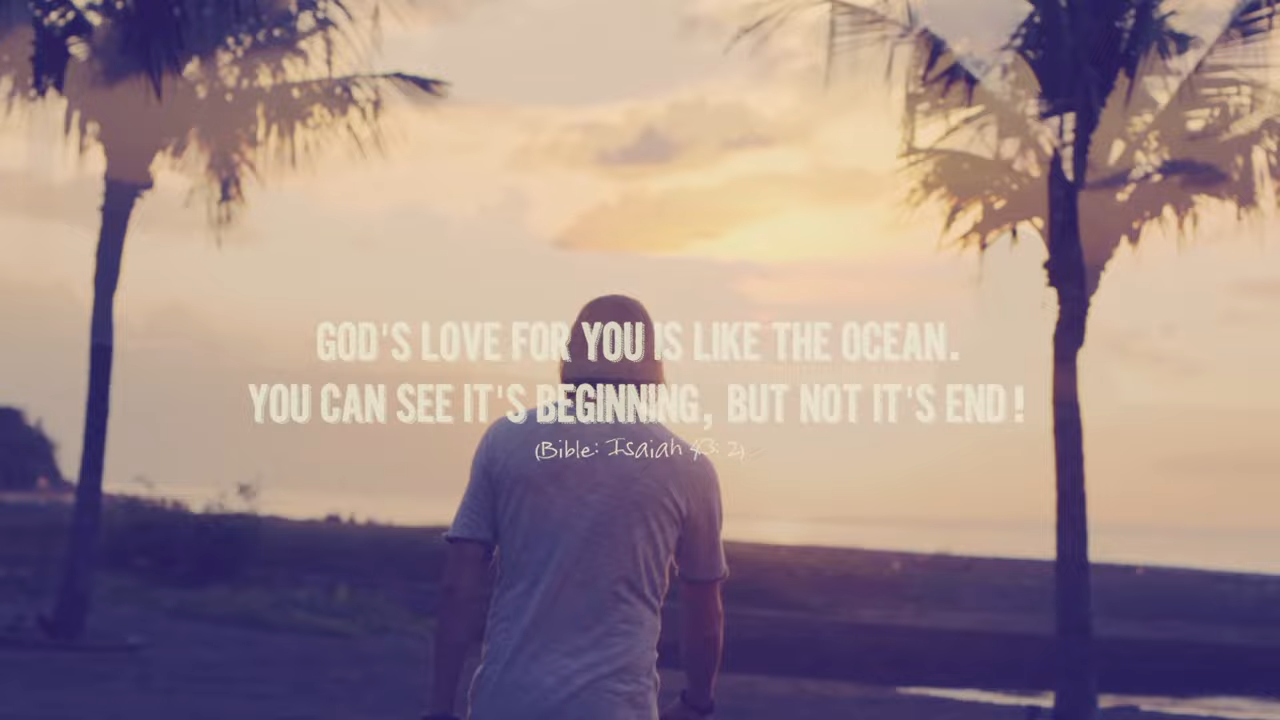 GOD'S LOVE FOR YOU IS LIKE THE OCEAN.
YOU CAN SEE IT'S BEGINNING, BUT NOT IT'S END!
(Bible: Isaiah 43: 2)